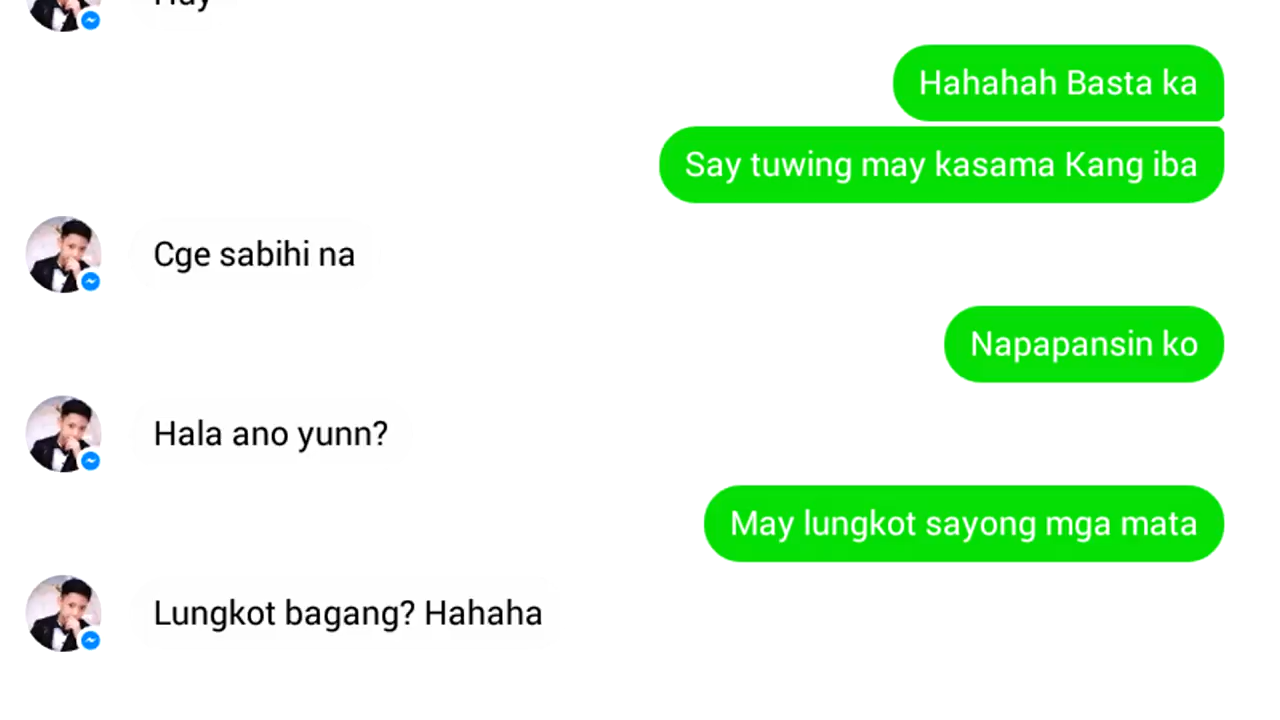 Hahahah Basta ka
Say tuwing may kasama Kang iba
Cge sabihi na
Napapansin ko
Hala ano yunn?
May lungkot sayong mga mata
Lungkot bagang? Hahaha